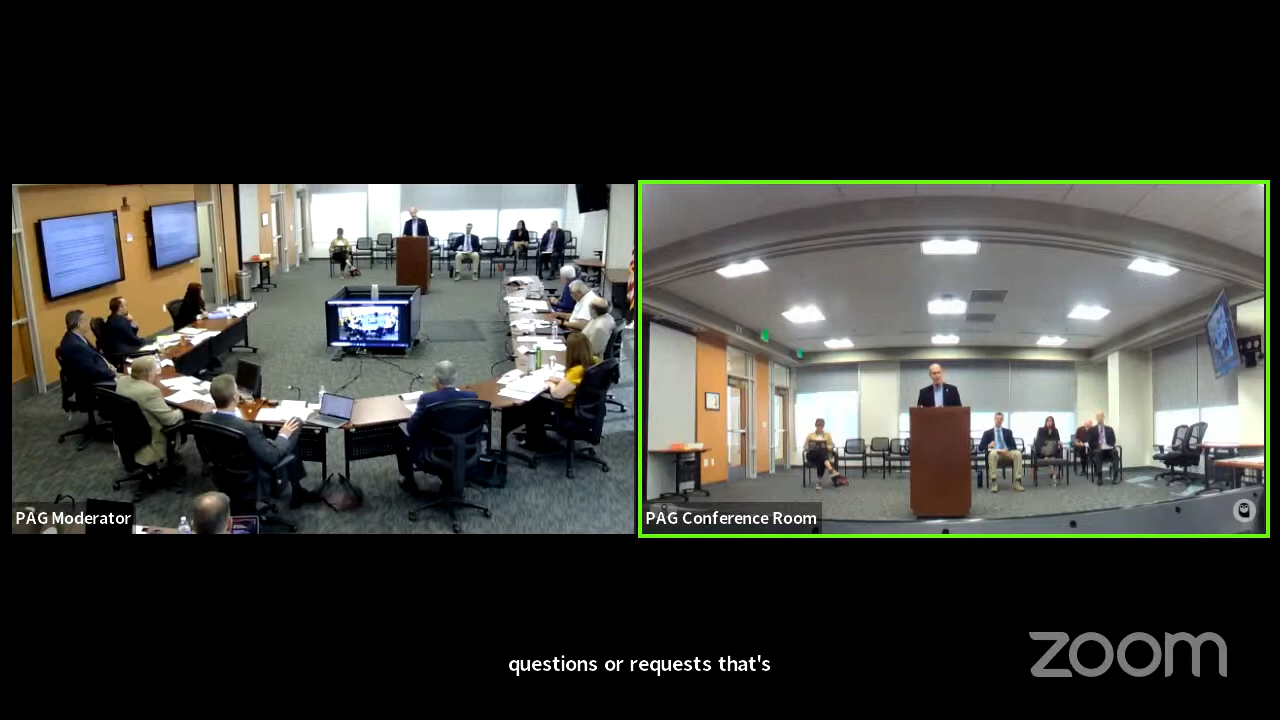 PAG Moderator
PAG Conference Room
questions or requests that's
zoom